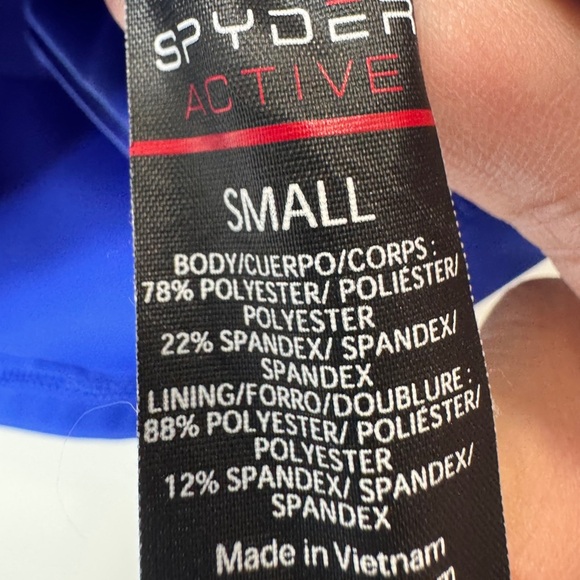 SPYDER
ACTIVE
SMALL
BODY/CUERPO/CORPS :
78% POLYESTER/ POLIÉSTER/
POLYESTER
22% SPANDEX/ SPANDEX/
SPANDEX
LINING/FORRO/DOUBLURE :
88% POLYESTER/ POLIÉSTER/
POLYESTER
12% SPANDEX/ SPANDEX/
SPANDEX
Made in Vietnam